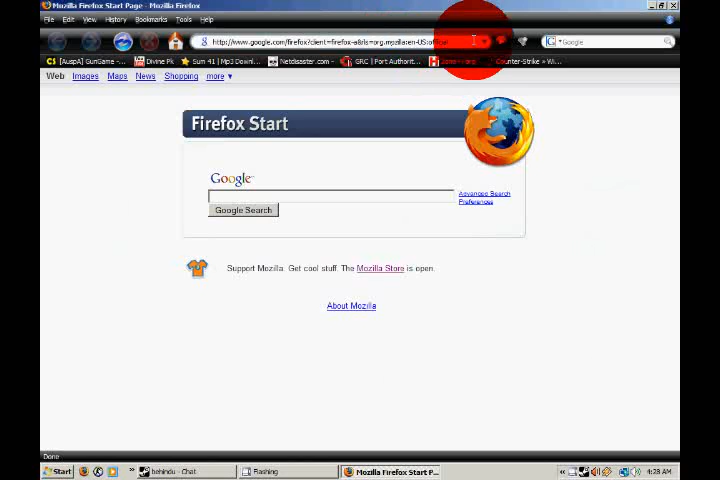 Mozilla Firefox Start Page - Mozilla Firefox
File Edit View History Bookmarks Tools Help
http://www.google.com/firefox?client=firefox-a&rls=org.mozilla:en-US:official
Google
CS [AuspA] GunGame -... Divine Pk Sum 41 | Mp3 Downl... Netdisaster.com -... GRC | Port Authorit... Counter-Strike » Wi...
Web Images Maps News Shopping more ▼
Firefox Start
Google™
Advanced Search
Preferences
Google Search
Support Mozilla. Get cool stuff. The Mozilla Store is open.
About Mozilla
Done
Start » behindu - Chat Flashing Mozilla Firefox Start P... « 4:28 AM